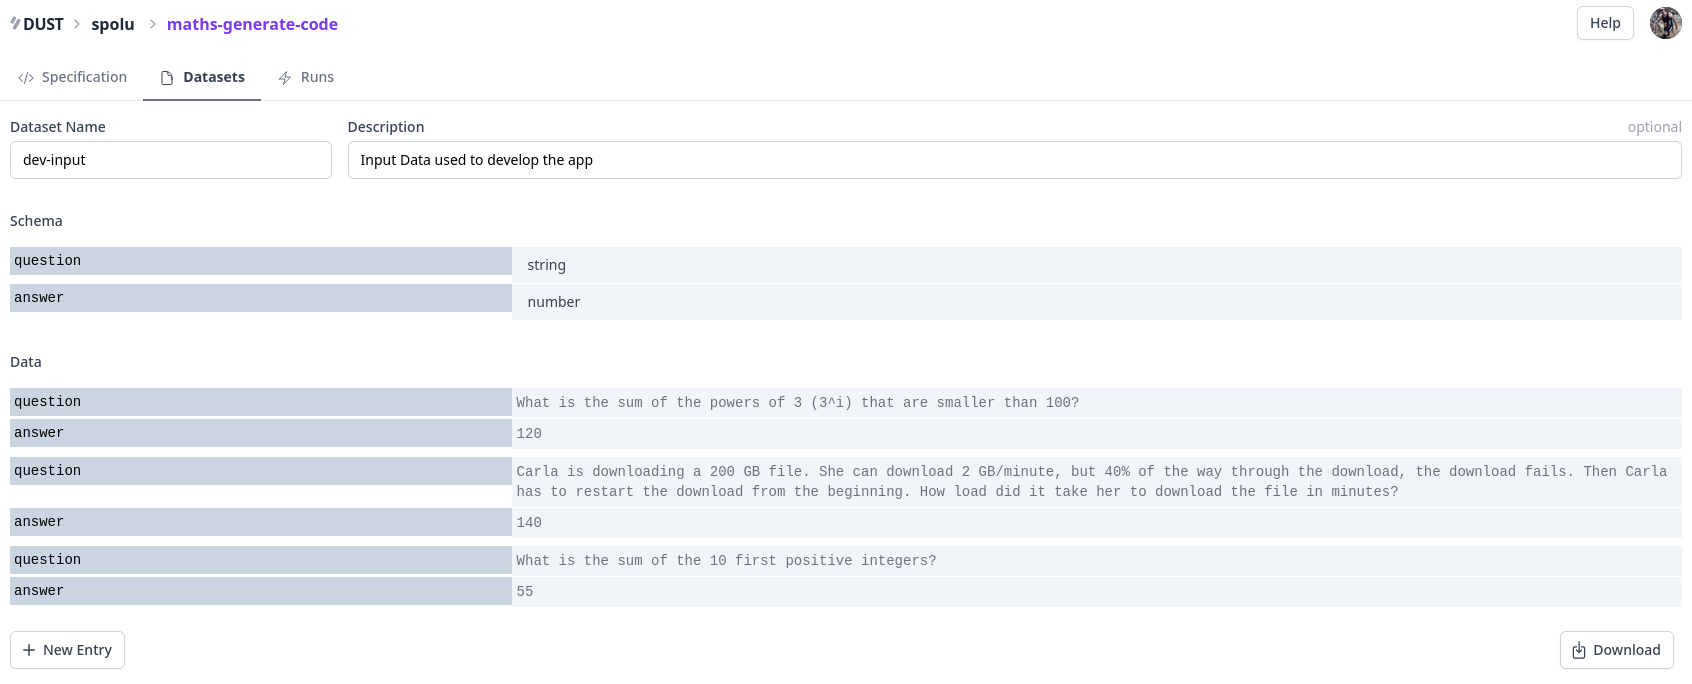 DUST > spolu > maths-generate-code
Help
</> Specification
Datasets
Runs
Dataset Name
Description
optional
dev-input
Input Data used to develop the app
Schema
question
string
answer
number
Data
question
What is the sum of the powers of 3 (3^i) that are smaller than 100?
answer
120
question
Carla is downloading a 200 GB file. She can download 2 GB/minute, but 40% of the way through the download, the download fails. Then Carla
has to restart the download from the beginning. How load did it take her to download the file in minutes?
answer
140
question
What is the sum of the 10 first positive integers?
answer
55
+ New Entry
Download